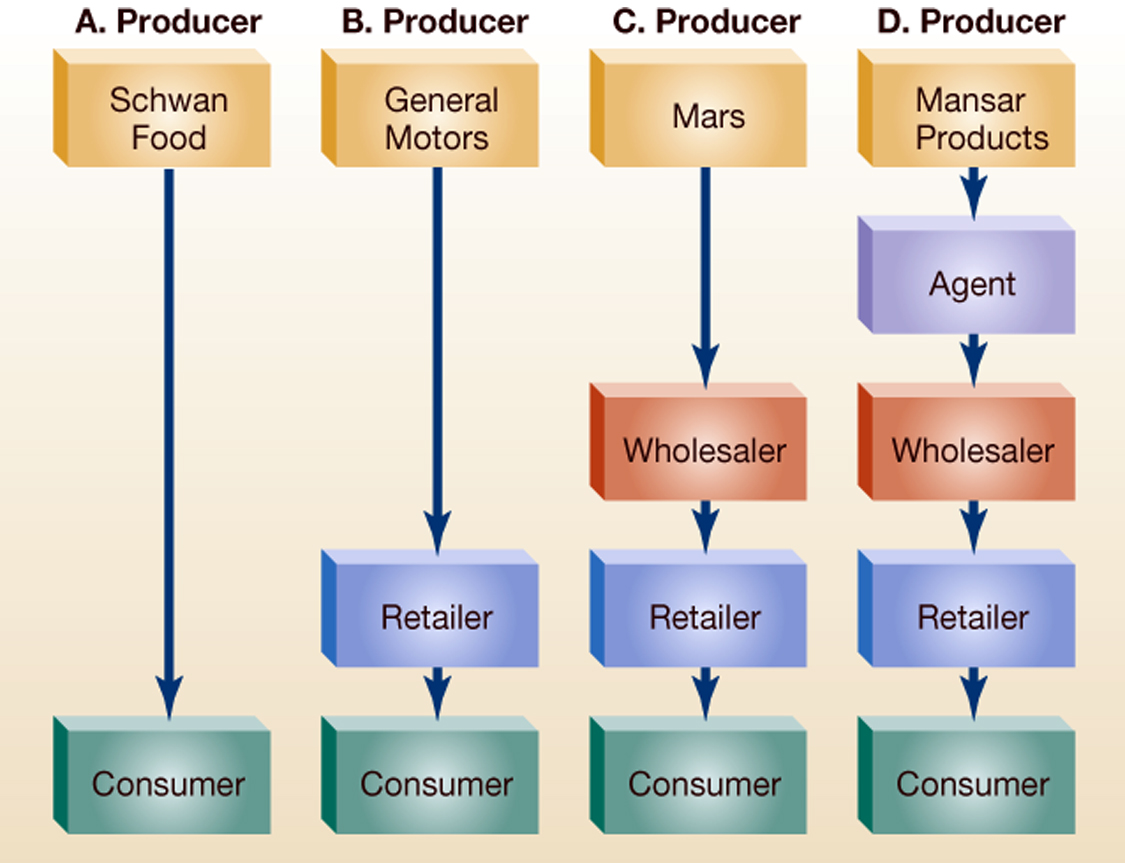 A. Producer
B. Producer
C. Producer
D. Producer
Schwan
Food
General
Motors
Mars
Mansar
Products
Agent
Wholesaler
Wholesaler
Retailer
Retailer
Retailer
Consumer
Consumer
Consumer
Consumer